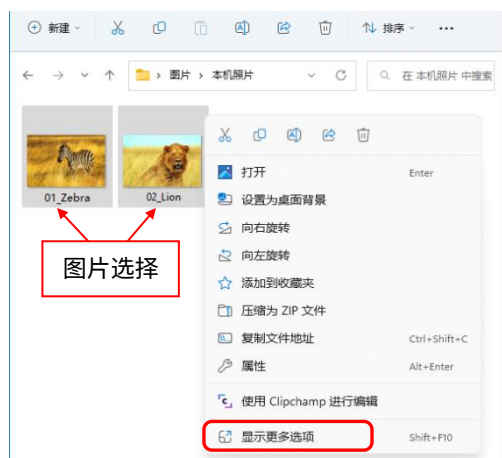 新建 排序 ...
图片 > 本机照片 在 本机照片 中搜索
01_Zebra 02_Lion
图片选择
打开 Enter
设置为桌面背景
向右旋转
向左旋转
添加到收藏夹
压缩为 ZIP 文件
复制文件地址 Ctrl+Shift+C
属性 Alt+Enter
使用 Clipchamp 进行编辑
显示更多选项 Shift+F10